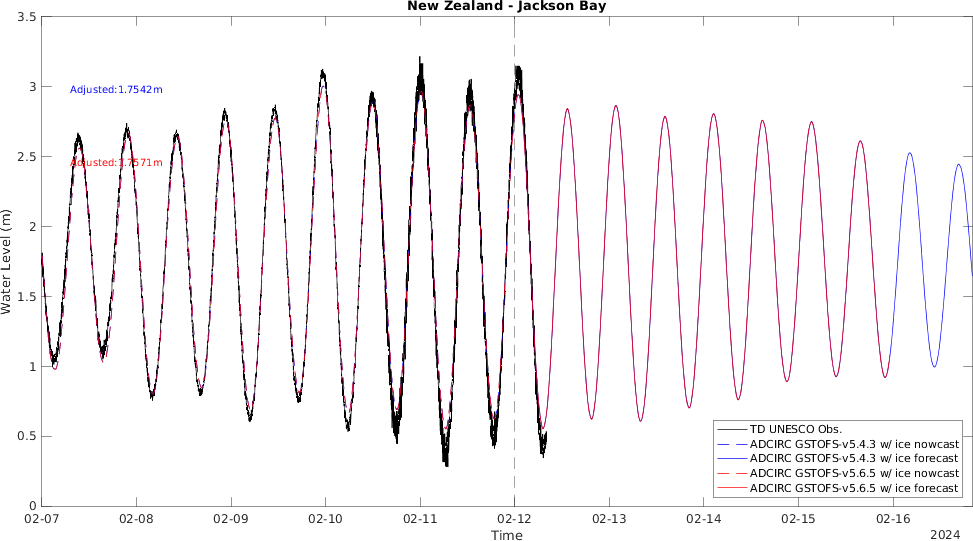 New Zealand - Jackson Bay
3.5
3
2.5
2
1.5
1
0.5
0
Water Level (m)
Adjusted:1.7542m
Adjusted:1.7571m
TD UNESCO Obs.
ADCIRC GSTOFS-v5.4.3 w/ ice nowcast
ADCIRC GSTOFS-v5.4.3 w/ ice forecast
ADCIRC GSTOFS-v5.6.5 w/ ice nowcast
ADCIRC GSTOFS-v5.6.5 w/ ice forecast
02-07 02-08 02-09 02-10 02-11 02-12 02-13 02-14 02-15 02-16
Time
2024